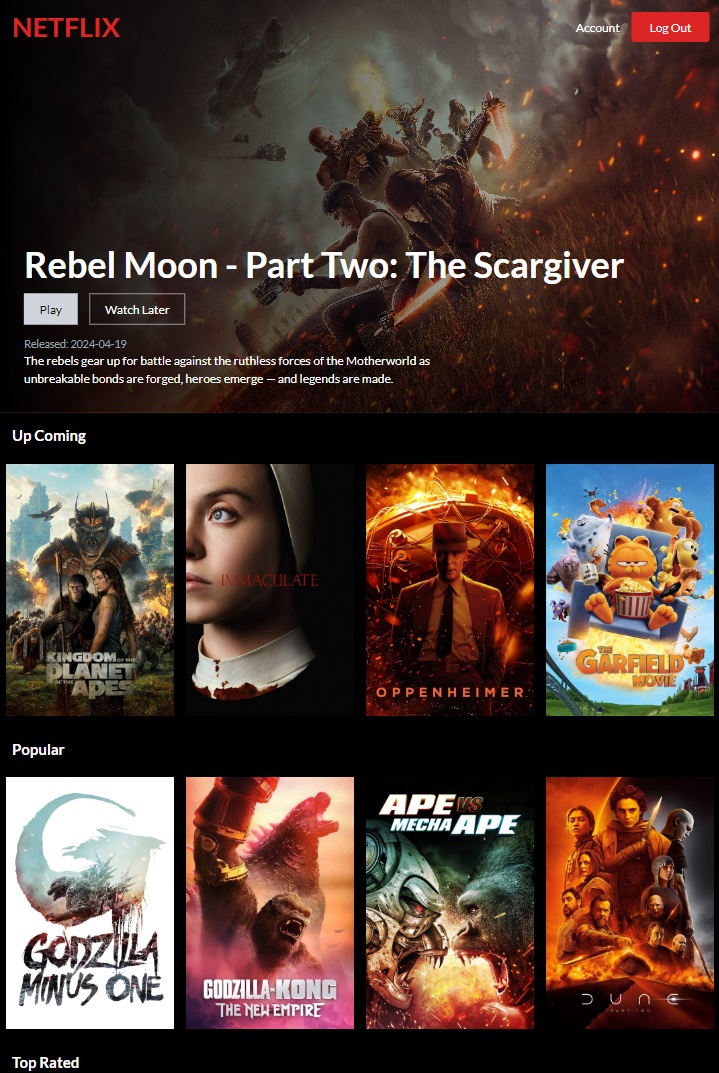 NETFLIX
Account
Log Out
Rebel Moon - Part Two: The Scargiver
Play
Watch Later
Released: 2024-04-19
The rebels gear up for battle against the ruthless forces of the Motherworld as
unbreakable bonds are forged, heroes emerge — and legends are made.
Up Coming
KINGDOM OF THE
PLANET
OF THE APES
IMMACULATE
OPPENHEIMER
THE
GARFIELD
MOVIE
Popular
GODZILLA
MINUS ONE
GODZILLA x KONG
THE NEW EMPIRE
APE VS
MECHA APE
DUNE
PART TWO
Top Rated